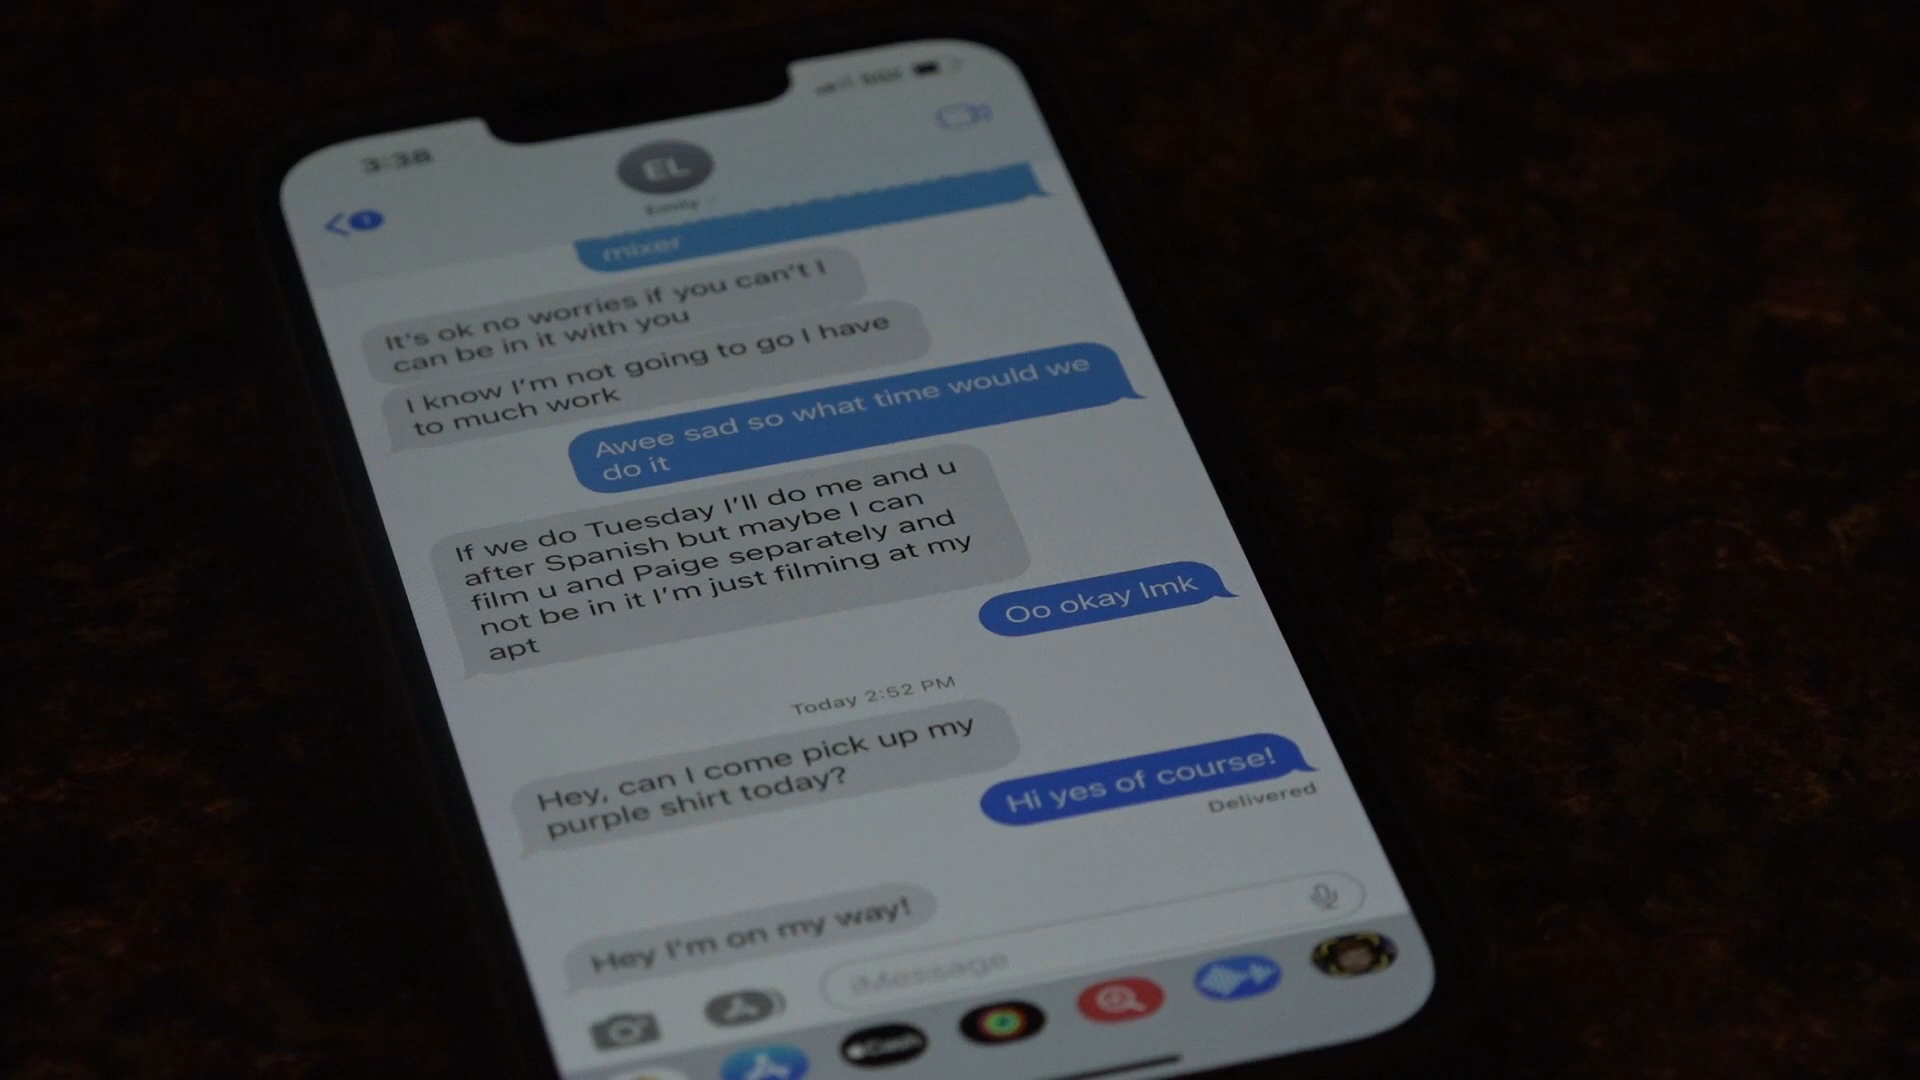 3:38
EL
Emily
mixer
It's ok no worries if you can't I
can be in it with you
I know I'm not going to go I have
to much work
Awee sad so what time would we
do it
If we do Tuesday I'll do me and u
after Spanish but maybe I can
film u and Paige separately and
not be in it I'm just filming at my
apt
Oo okay lmk
Today 2:52 PM
Hey, can I come pick up my
purple shirt today?
Hi yes of course!
Delivered
Hey I'm on my way!
iMessage
Cash